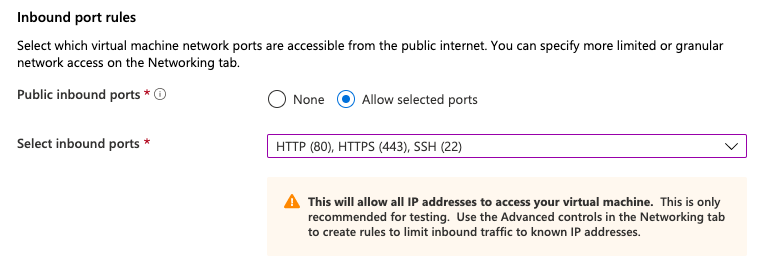 Inbound port rules
Select which virtual machine network ports are accessible from the public internet. You can specify more limited or granular
network access on the Networking tab.
Public inbound ports * None Allow selected ports
Select inbound ports * HTTP (80), HTTPS (443), SSH (22)
This will allow all IP addresses to access your virtual machine. This is only
recommended for testing. Use the Advanced controls in the Networking tab
to create rules to limit inbound traffic to known IP addresses.